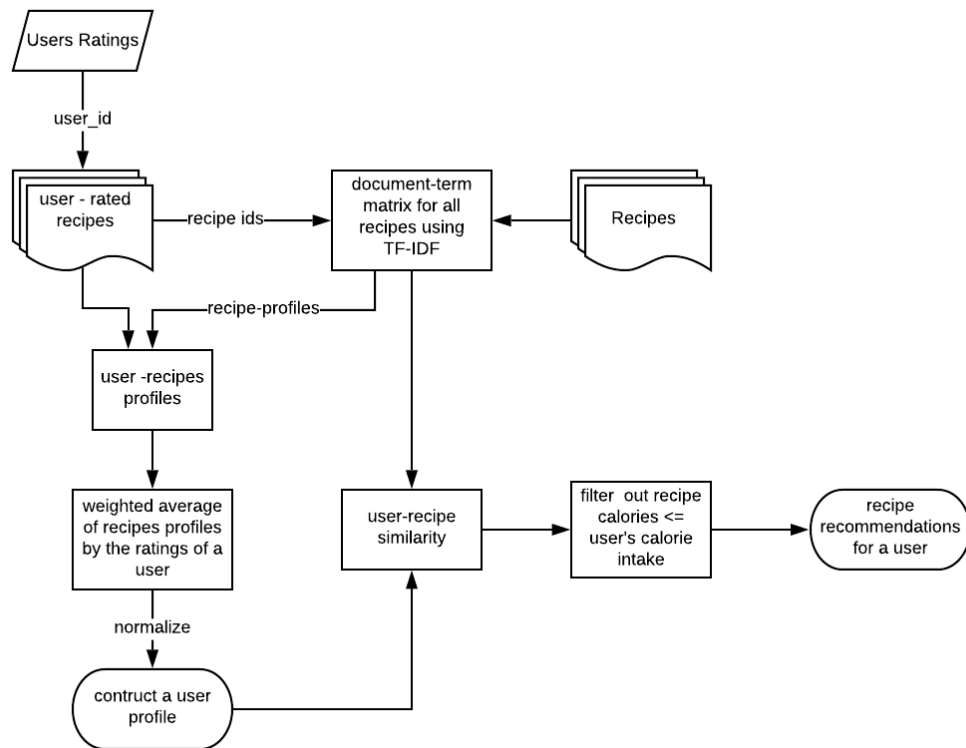 Users Ratings
user_id
user - rated
recipes
recipe ids
document-term
matrix for all
recipes using
TF-IDF
Recipes
recipe-profiles
user -recipes
profiles
weighted average
of recipes profiles
by the ratings of a
user
user-recipe
similarity
filter out recipe
calories <=
user's calorie
intake
recipe
recommendations
for a user
normalize
contruct a user
profile